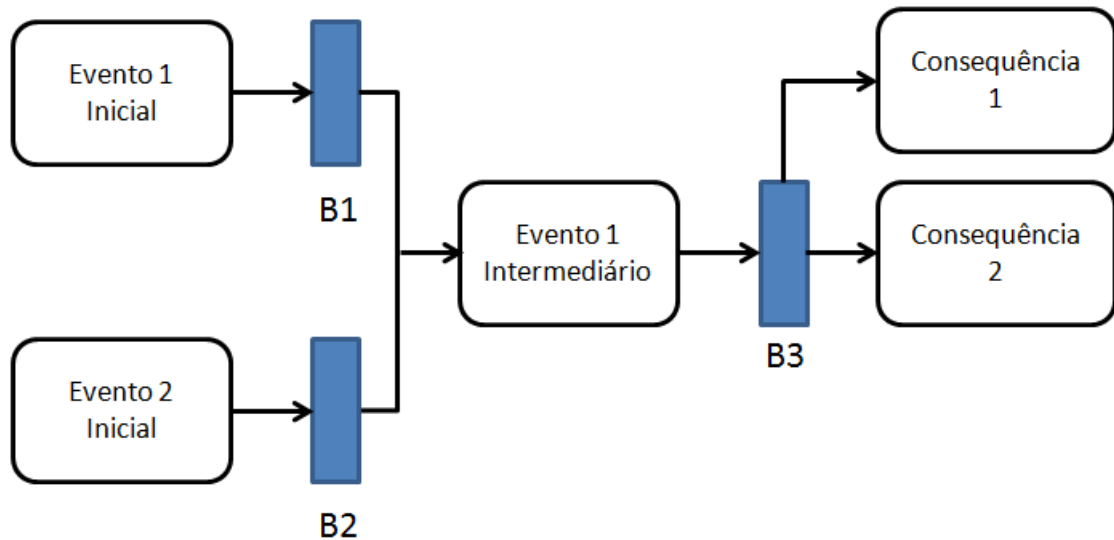 Evento 1
Inicial
B1
Evento 2
Inicial
B2
Evento 1
Intermediário
B3
Consequência
1
Consequência
2